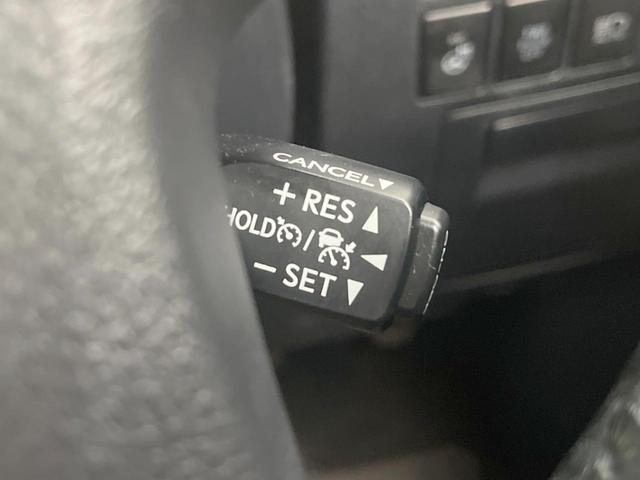 CANCEL▼
+ RES ▲
HOLD / ◀
− SET ▼